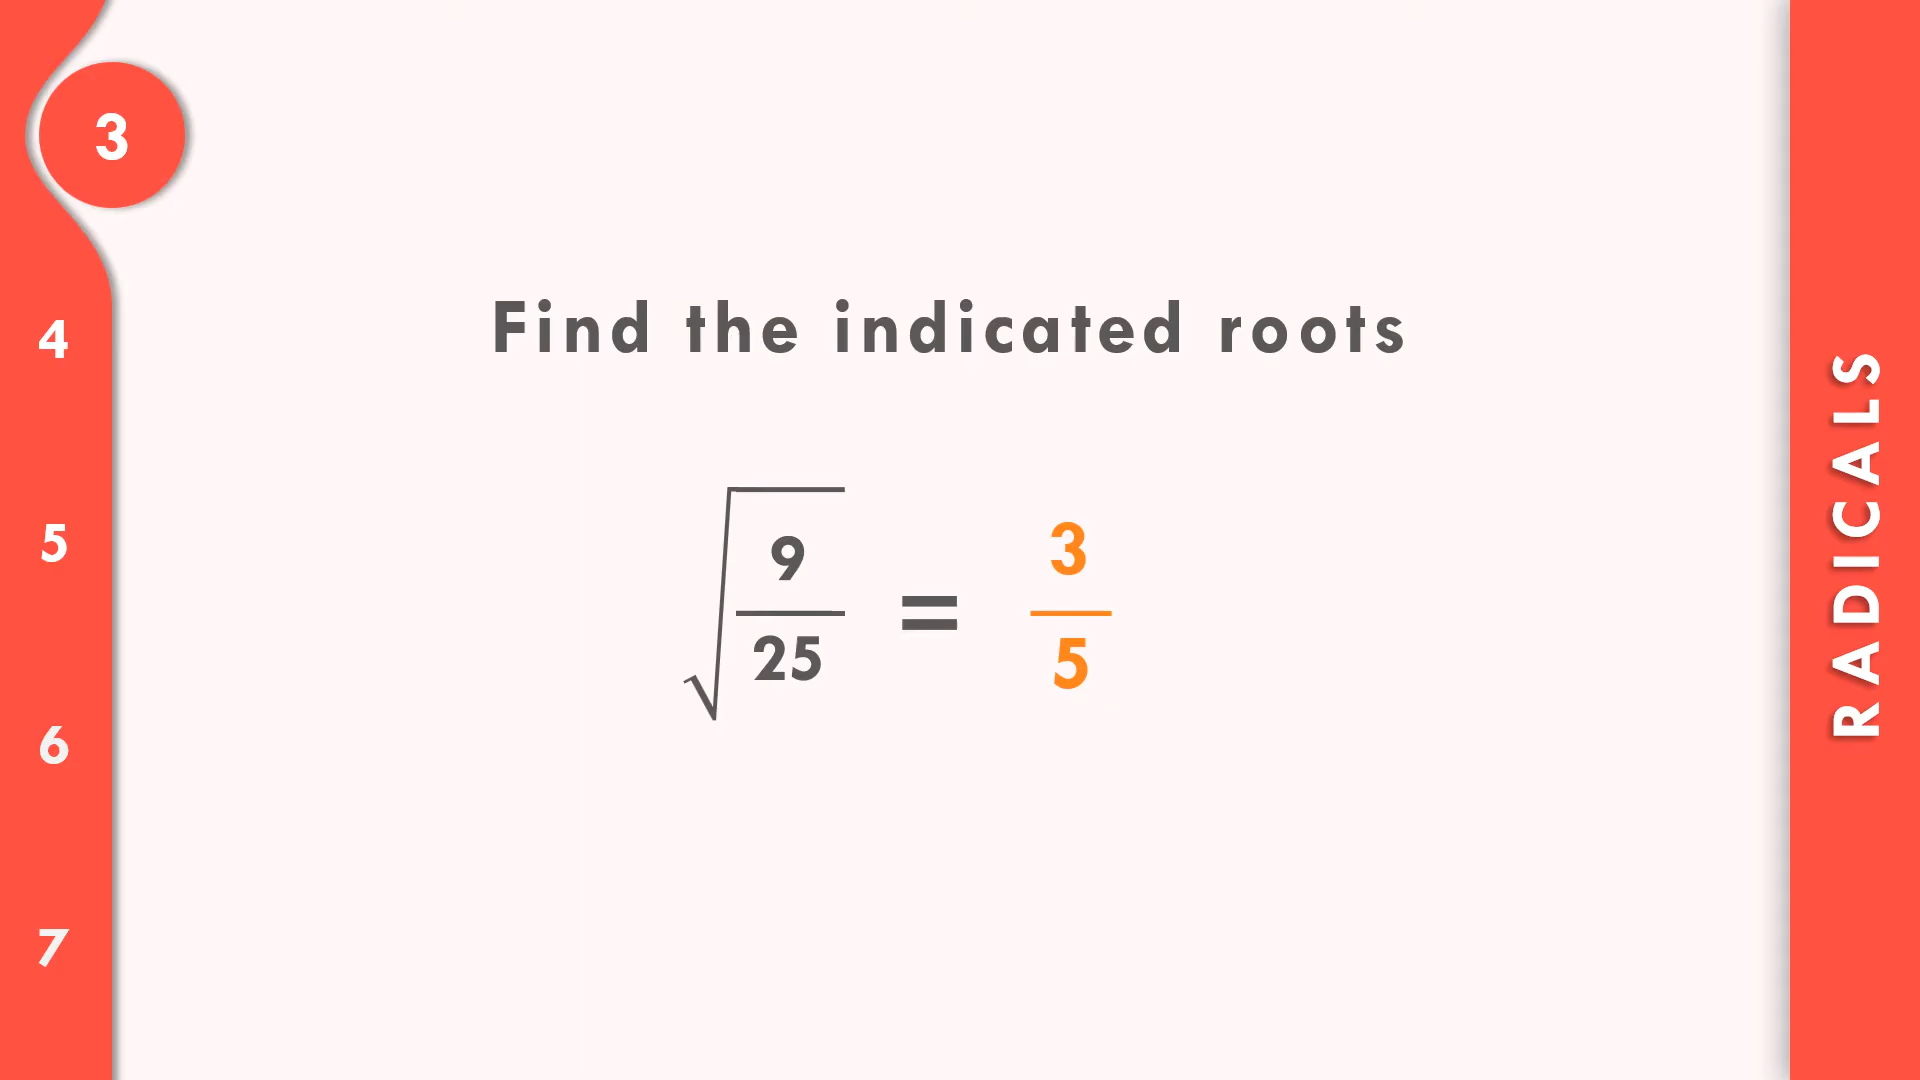 3
4
5
6
7
Find the indicated roots
√9/25 = 3/5
RADICALS